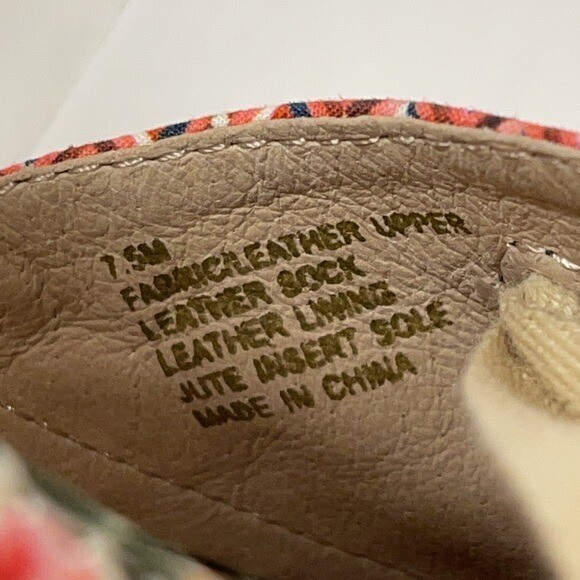 7.5M
FABRIC/LEATHER UPPER
LEATHER SOCK
LEATHER LINING
JUTE INSERT SOLE
MADE IN CHINA